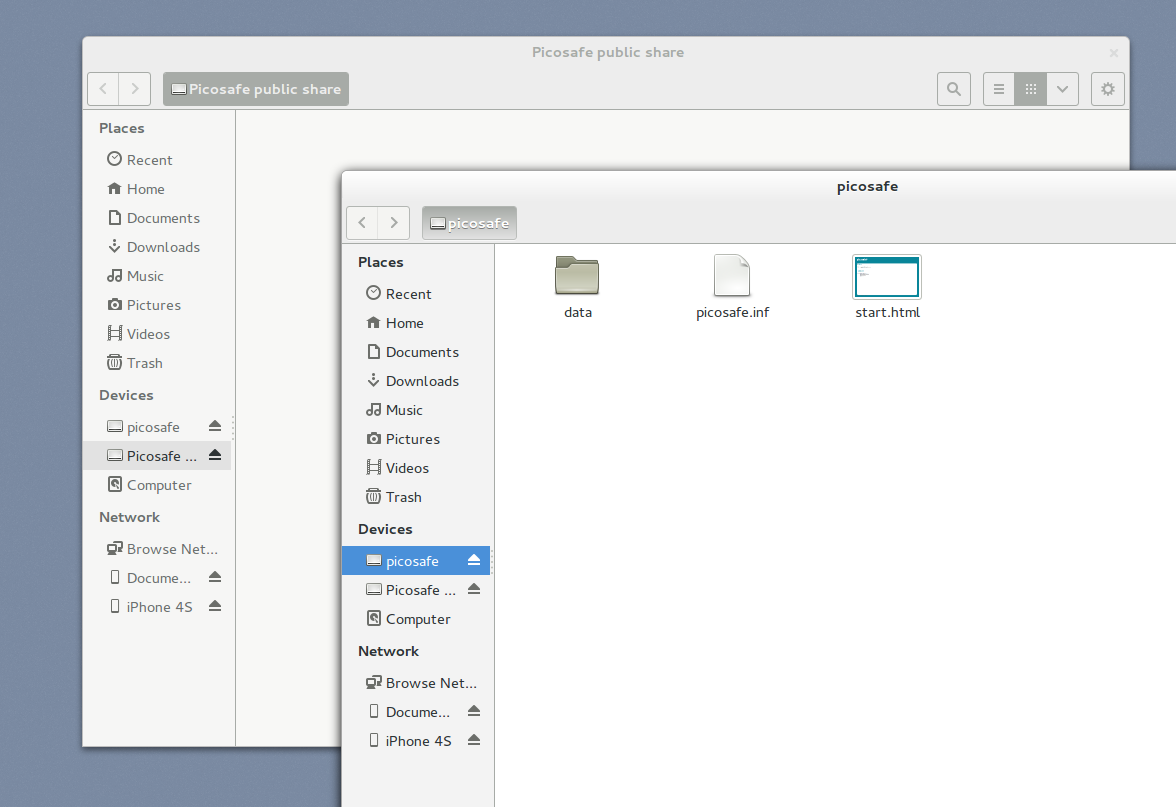 Picosafe public share
Picosafe public share
Places
Recent
Home
Documents
Downloads
Music
Pictures
Videos
Trash
Devices
picosafe
Picosafe ...
Computer
Network
Browse Net...
Docume...
iPhone 4S
picosafe
picosafe
Places
Recent
Home
Documents
Downloads
Music
Pictures
Videos
Trash
Devices
picosafe
Picosafe ...
Computer
Network
Browse Net...
Docume...
iPhone 4S
data
picosafe.inf
start.html